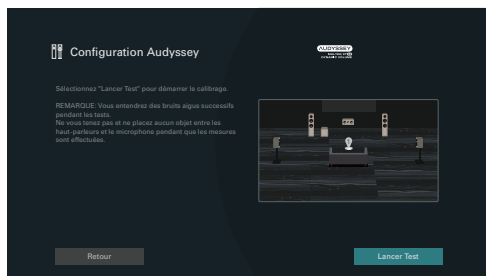 Configuration Audyssey
AUDYSSEY
Sélectionnez "Lancer Test" pour démarrer le calibrage.
REMARQUE: Vous entendrez des bruits aigus successifs
pendant les tests.
Ne vous tenez pas et ne placez aucun objet entre les
haut-parleurs et le microphone pendant que les mesures
sont effectuées.
Retour
Lancer Test